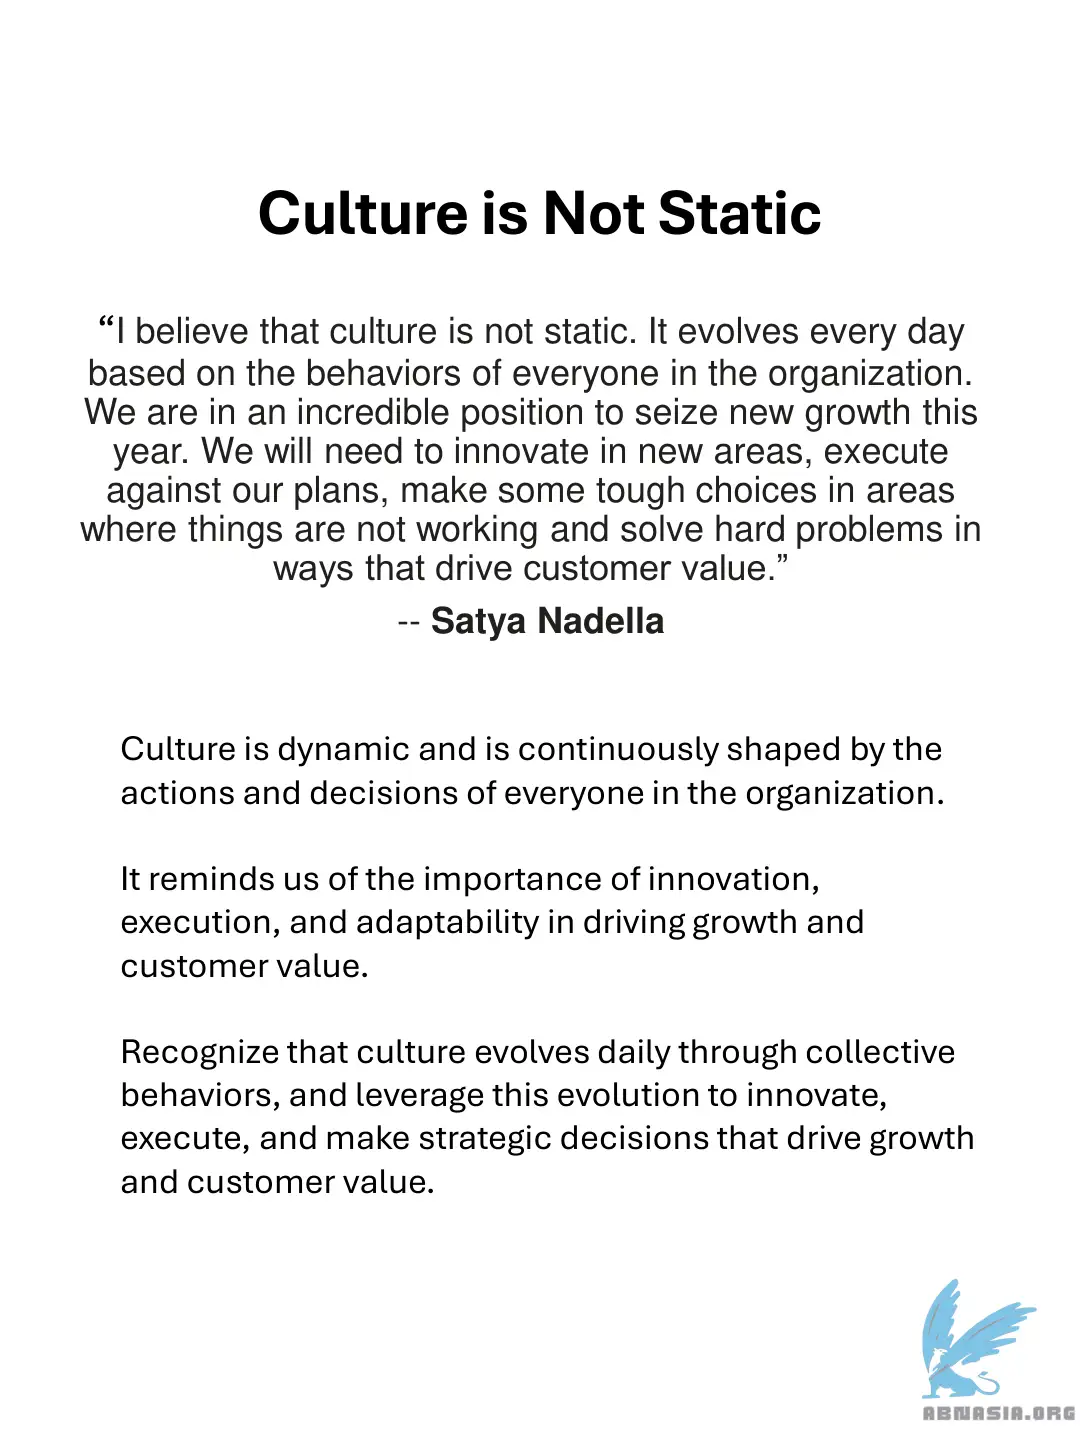 Culture is Not Static
“I believe that culture is not static. It evolves every day
based on the behaviors of everyone in the organization.
We are in an incredible position to seize new growth this
year. We will need to innovate in new areas, execute
against our plans, make some tough choices in areas
where things are not working and solve hard problems in
ways that drive customer value.”
-- Satya Nadella
Culture is dynamic and is continuously shaped by the
actions and decisions of everyone in the organization.
It reminds us of the importance of innovation,
execution, and adaptability in driving growth and
customer value.
Recognize that culture evolves daily through collective
behaviors, and leverage this evolution to innovate,
execute, and make strategic decisions that drive growth
and customer value.
ABNASIA.ORG